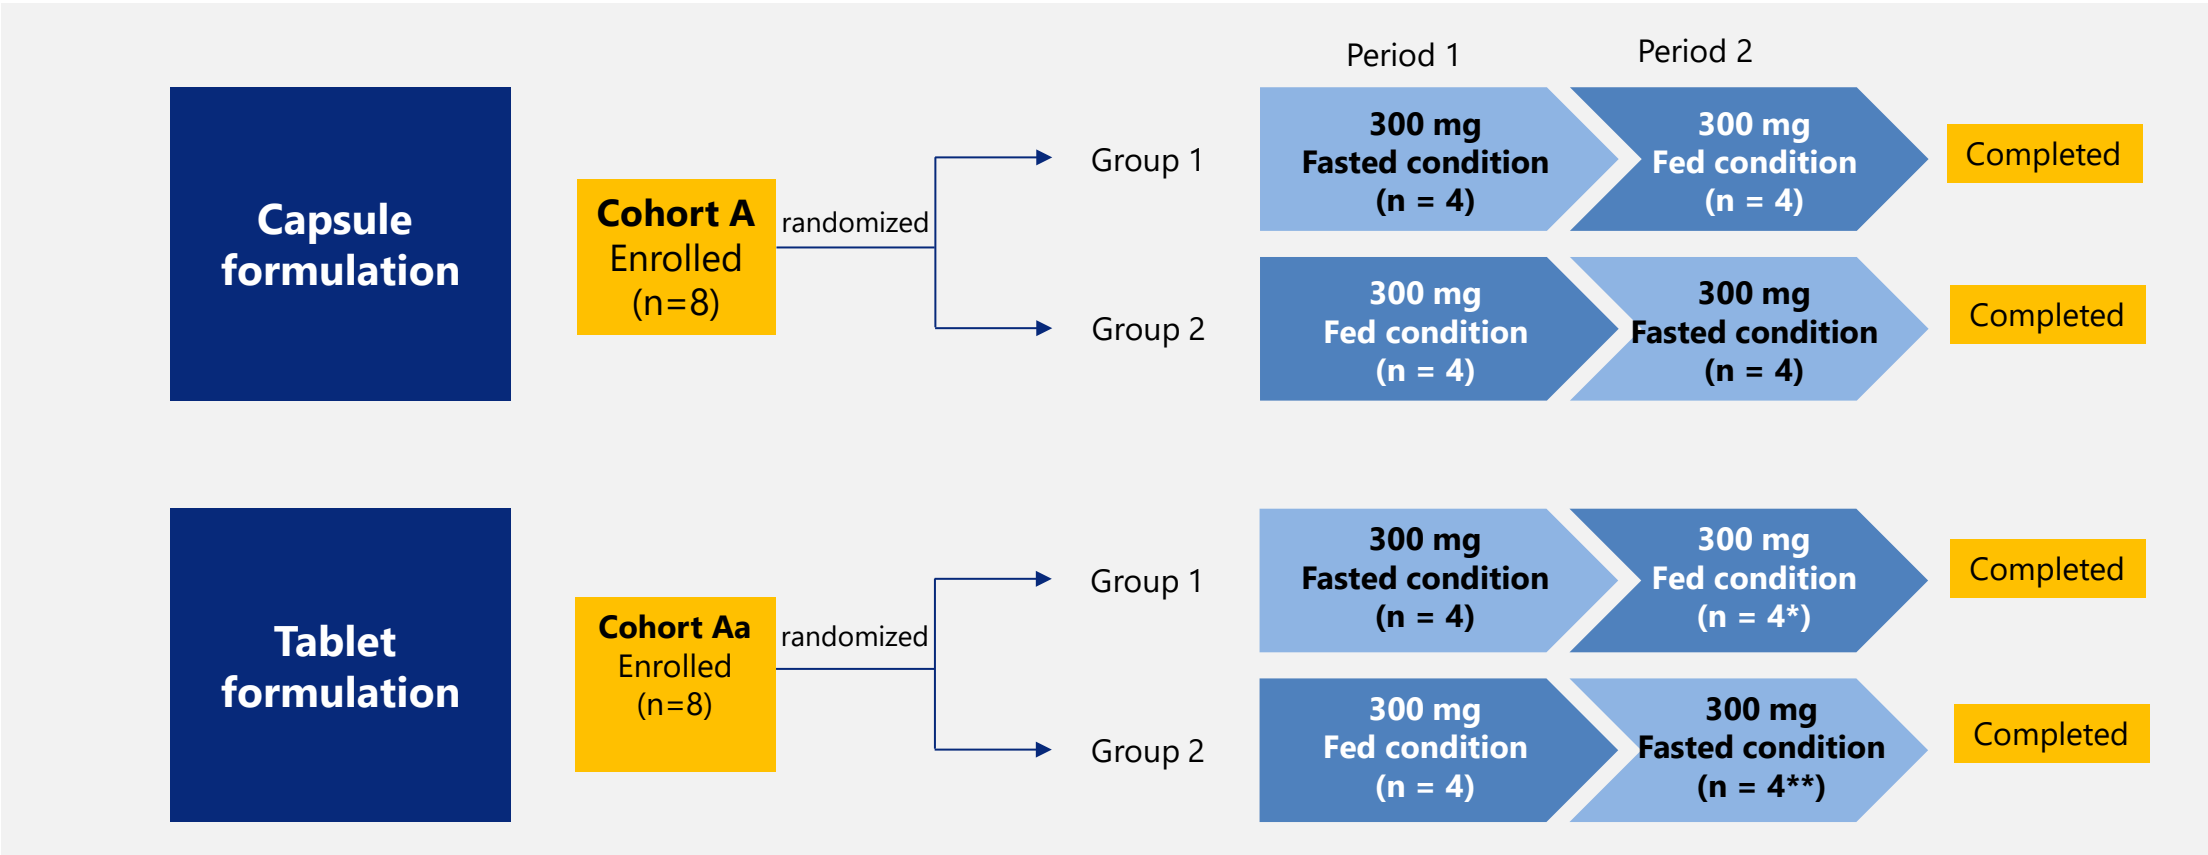 Period 1
Period 2
Capsule
formulation
Cohort A
Enrolled
(n=8)
randomized
Group 1
300 mg
Fasted condition
(n = 4)
300 mg
Fed condition
(n = 4)
Completed
Group 2
300 mg
Fed condition
(n = 4)
300 mg
Fasted condition
(n = 4)
Completed
Tablet
formulation
Cohort Aa
Enrolled
(n=8)
randomized
Group 1
300 mg
Fasted condition
(n = 4)
300 mg
Fed condition
(n = 4*)
Completed
Group 2
300 mg
Fed condition
(n = 4)
300 mg
Fasted condition
(n = 4**)
Completed